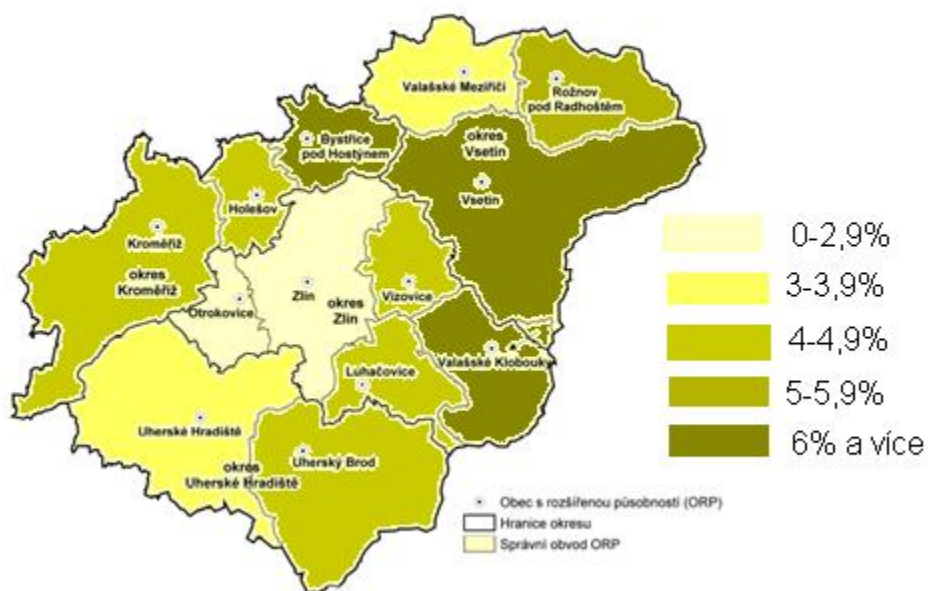 Valašské Meziříčí
Rožnov
pod Radhoštěm
Bystřice
pod Hostýnem
okres
Vsetín
Vsetín
Holešov
Kroměříž
okres
Kroměříž
Otrokovice
Zlín
okres
Zlín
Vizovice
Luhačovice
Valašské Klobouky
Uherské Hradiště
okres
Uherské Hradiště
Uherský Brod
0-2,9%
3-3,9%
4-4,9%
5-5,9%
6% a více
Obec s rozšířenou působností (ORP)
Hranice okresu
Správní obvod ORP